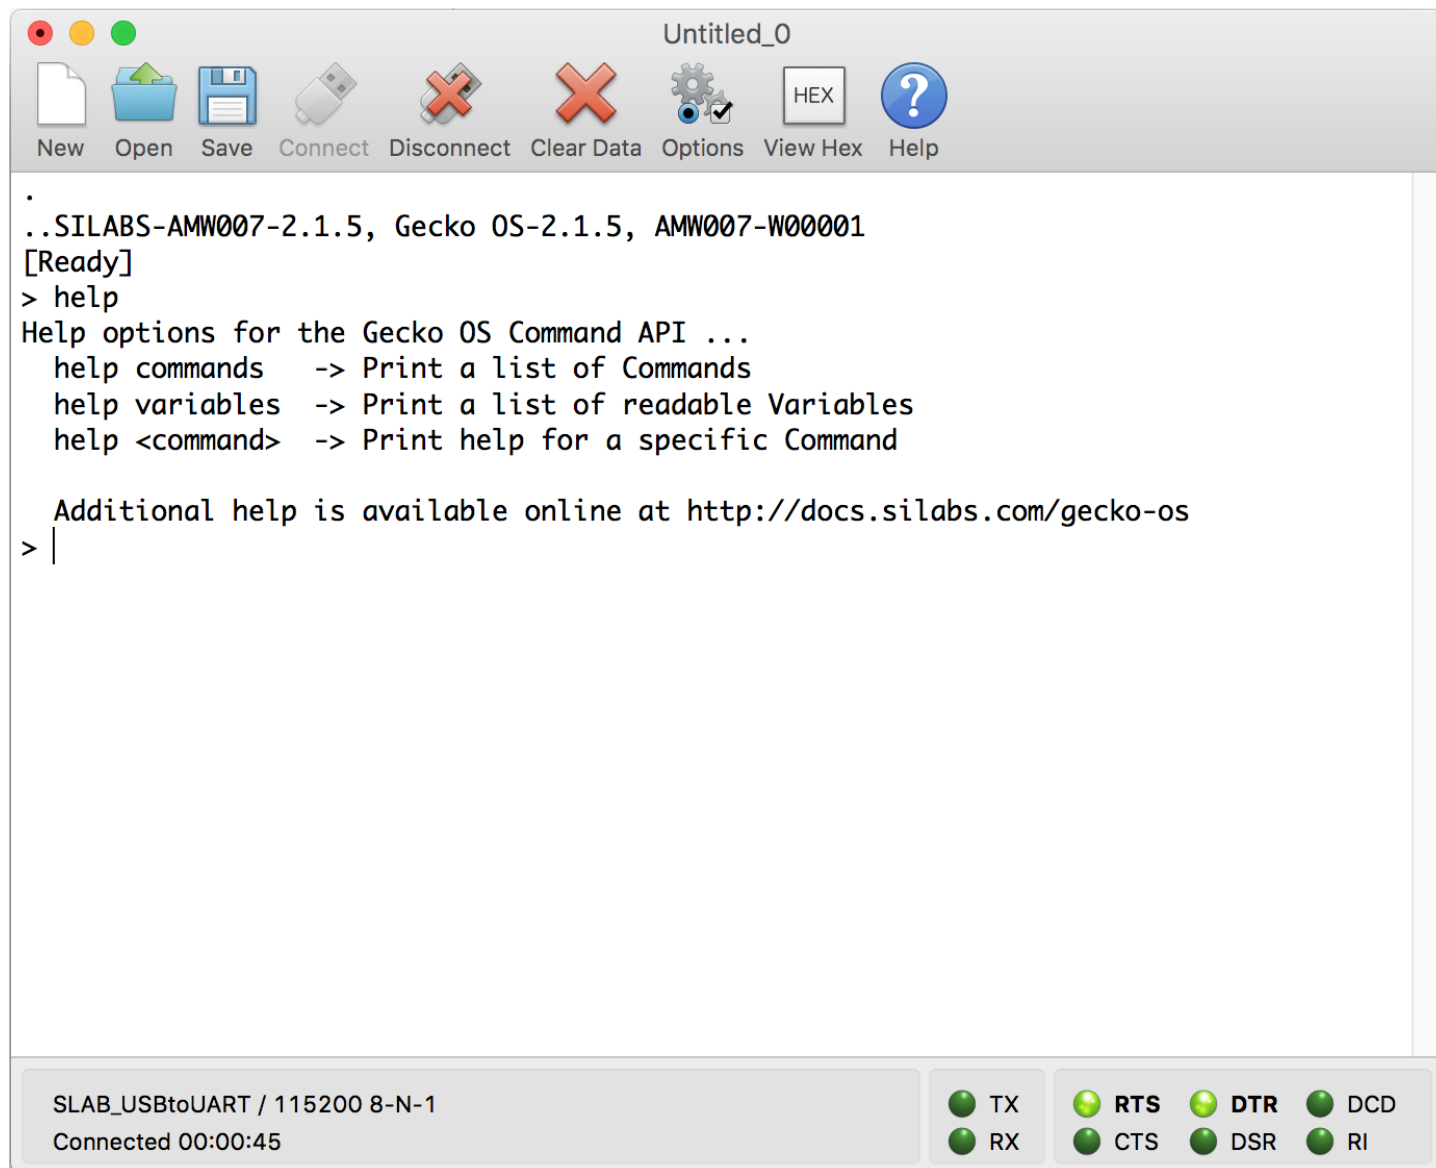 Untitled_0
New Open Save Connect Disconnect Clear Data Options HEX View Hex ? Help
.
..SILABS-AMW007-2.1.5, Gecko OS-2.1.5, AMW007-W00001
[Ready]
> help
Help options for the Gecko OS Command API ...
  help commands   -> Print a list of Commands
  help variables  -> Print a list of readable Variables
  help <command>  -> Print help for a specific Command

  Additional help is available online at http://docs.silabs.com/gecko-os
>
SLAB_USBtoUART / 115200 8-N-1
Connected 00:00:45
TX RTS DTR DCD
RX CTS DSR RI